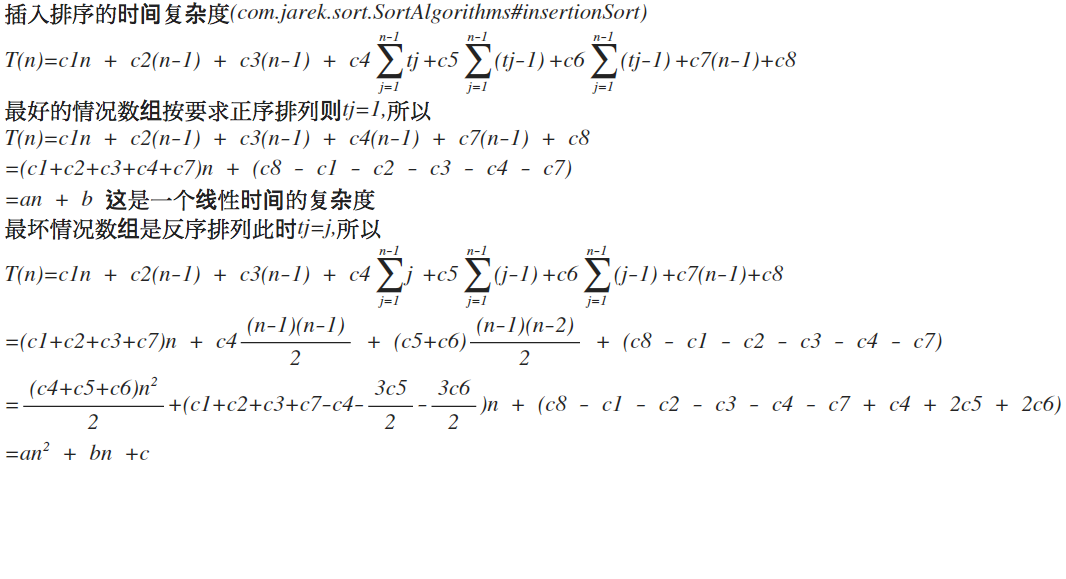 插入排序的时间复杂度(com.jarek.sort.SortAlgorithms#insertionSort)
T(n)=c1n + c2(n-1) + c3(n-1) + c4∑_{j=1}^{n-1}tj+c5∑_{j=1}^{n-1}(tj-1)+c6∑_{j=1}^{n-1}(tj-1)+c7(n-1)+c8
最好的情况数组按要求正序排列则tj=1,所以
T(n)=c1n + c2(n-1) + c3(n-1) + c4(n-1) + c7(n-1) + c8
=(c1+c2+c3+c4+c7)n + (c8 - c1 - c2 - c3 - c4 - c7)
=an + b 这是一个线性时间的复杂度
最坏情况数组是反序排列此时tj=j,所以
T(n)=c1n + c2(n-1) + c3(n-1) + c4∑_{j=1}^{n-1}j +c5∑_{j=1}^{n-1}(j-1)+c6∑_{j=1}^{n-1}(j-1)+c7(n-1)+c8
=(c1+c2+c3+c7)n + c4\frac{(n-1)(n-1)}{2} + (c5+c6)\frac{(n-1)(n-2)}{2} + (c8 - c1 - c2 - c3 - c4 - c7)
=\frac{(c4+c5+c6)n^2}{2}+(c1+c2+c3+c7-c4-\frac{3c5}{2}-\frac{3c6}{2})n + (c8 - c1 - c2 - c3 - c4 - c7 + c4 + 2c5 + 2c6)
=an^2 + bn +c